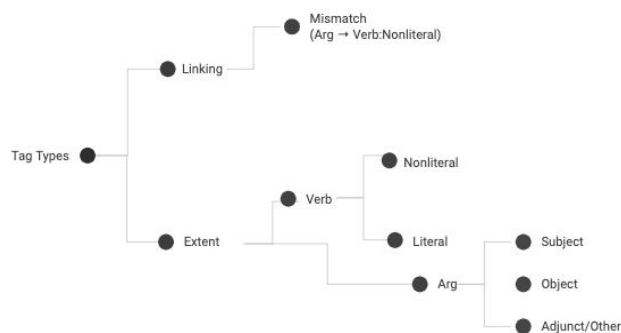 Mismatch
(Arg → Verb:Nonliteral)
Linking
Tag Types
Nonliteral
Verb
Extent
Literal
Subject
Arg
Object
Adjunct/Other